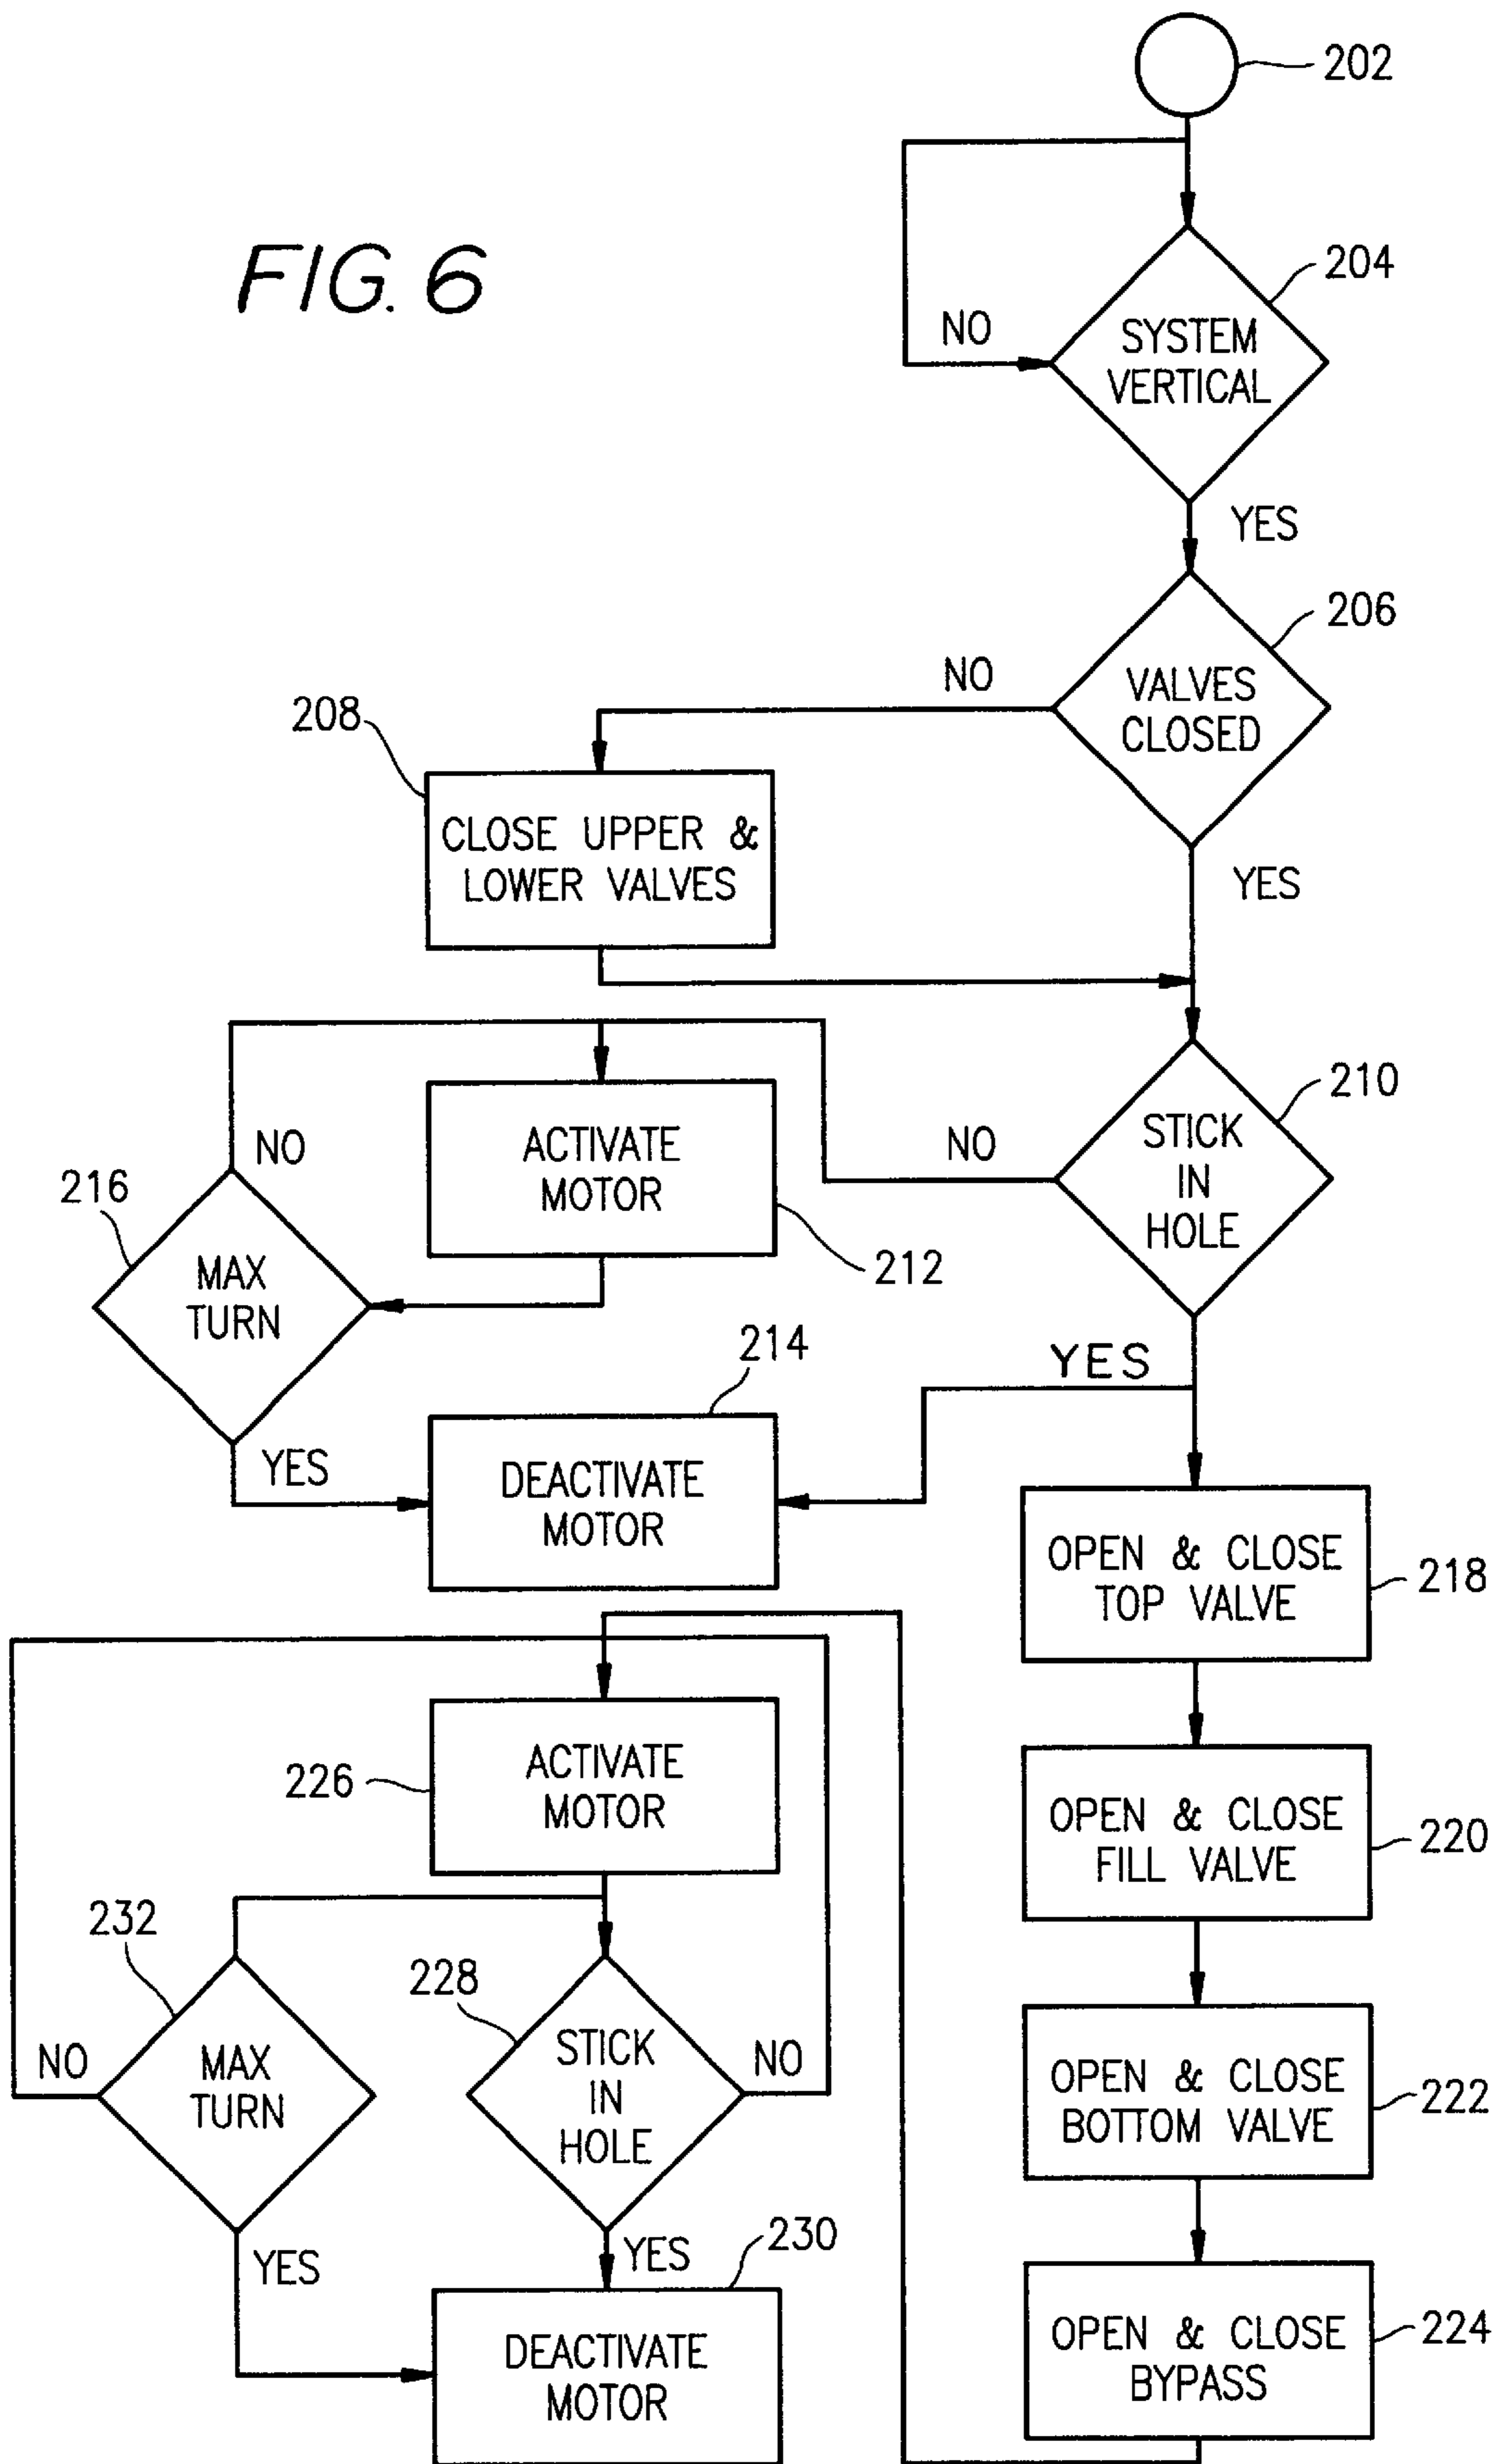 FIG. 6
202
204
NO
SYSTEM
VERTICAL
YES
206
NO
VALVES
CLOSED
208
CLOSE UPPER &
LOWER VALVES
YES
210
STICK
IN
HOLE
NO
ACTIVATE
MOTOR
212
NO
216
MAX
TURN
YES
214
YES
DEACTIVATE
MOTOR
OPEN & CLOSE
TOP VALVE
218
OPEN & CLOSE
FILL VALVE
220
OPEN & CLOSE
BOTTOM VALVE
222
OPEN & CLOSE
BYPASS
224
ACTIVATE
MOTOR
226
232
228
NO
MAX
TURN
STICK
IN
HOLE
NO
YES
YES
230
DEACTIVATE
MOTOR